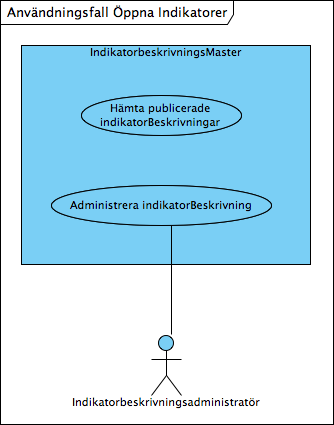 Användningsfall Öppna Indikatorer
IndikatorbeskrivningsMaster
Hämta publicerade
indikatorBeskrivningar
Administrera indikatorBeskrivning
Indikatorbeskrivningsadministratör